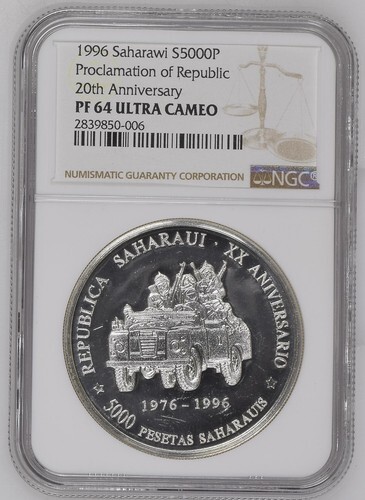 1996 Saharawi S5000P
Proclamation of Republic
20th Anniversary
PF 64 ULTRA CAMEO
2839850-006
NUMISMATIC GUARANTY CORPORATION
NGC
REPUBLICA SAHARAUI · XX ANIVERSARIO
1976-1996
5000 PESETAS SAHARAUIS